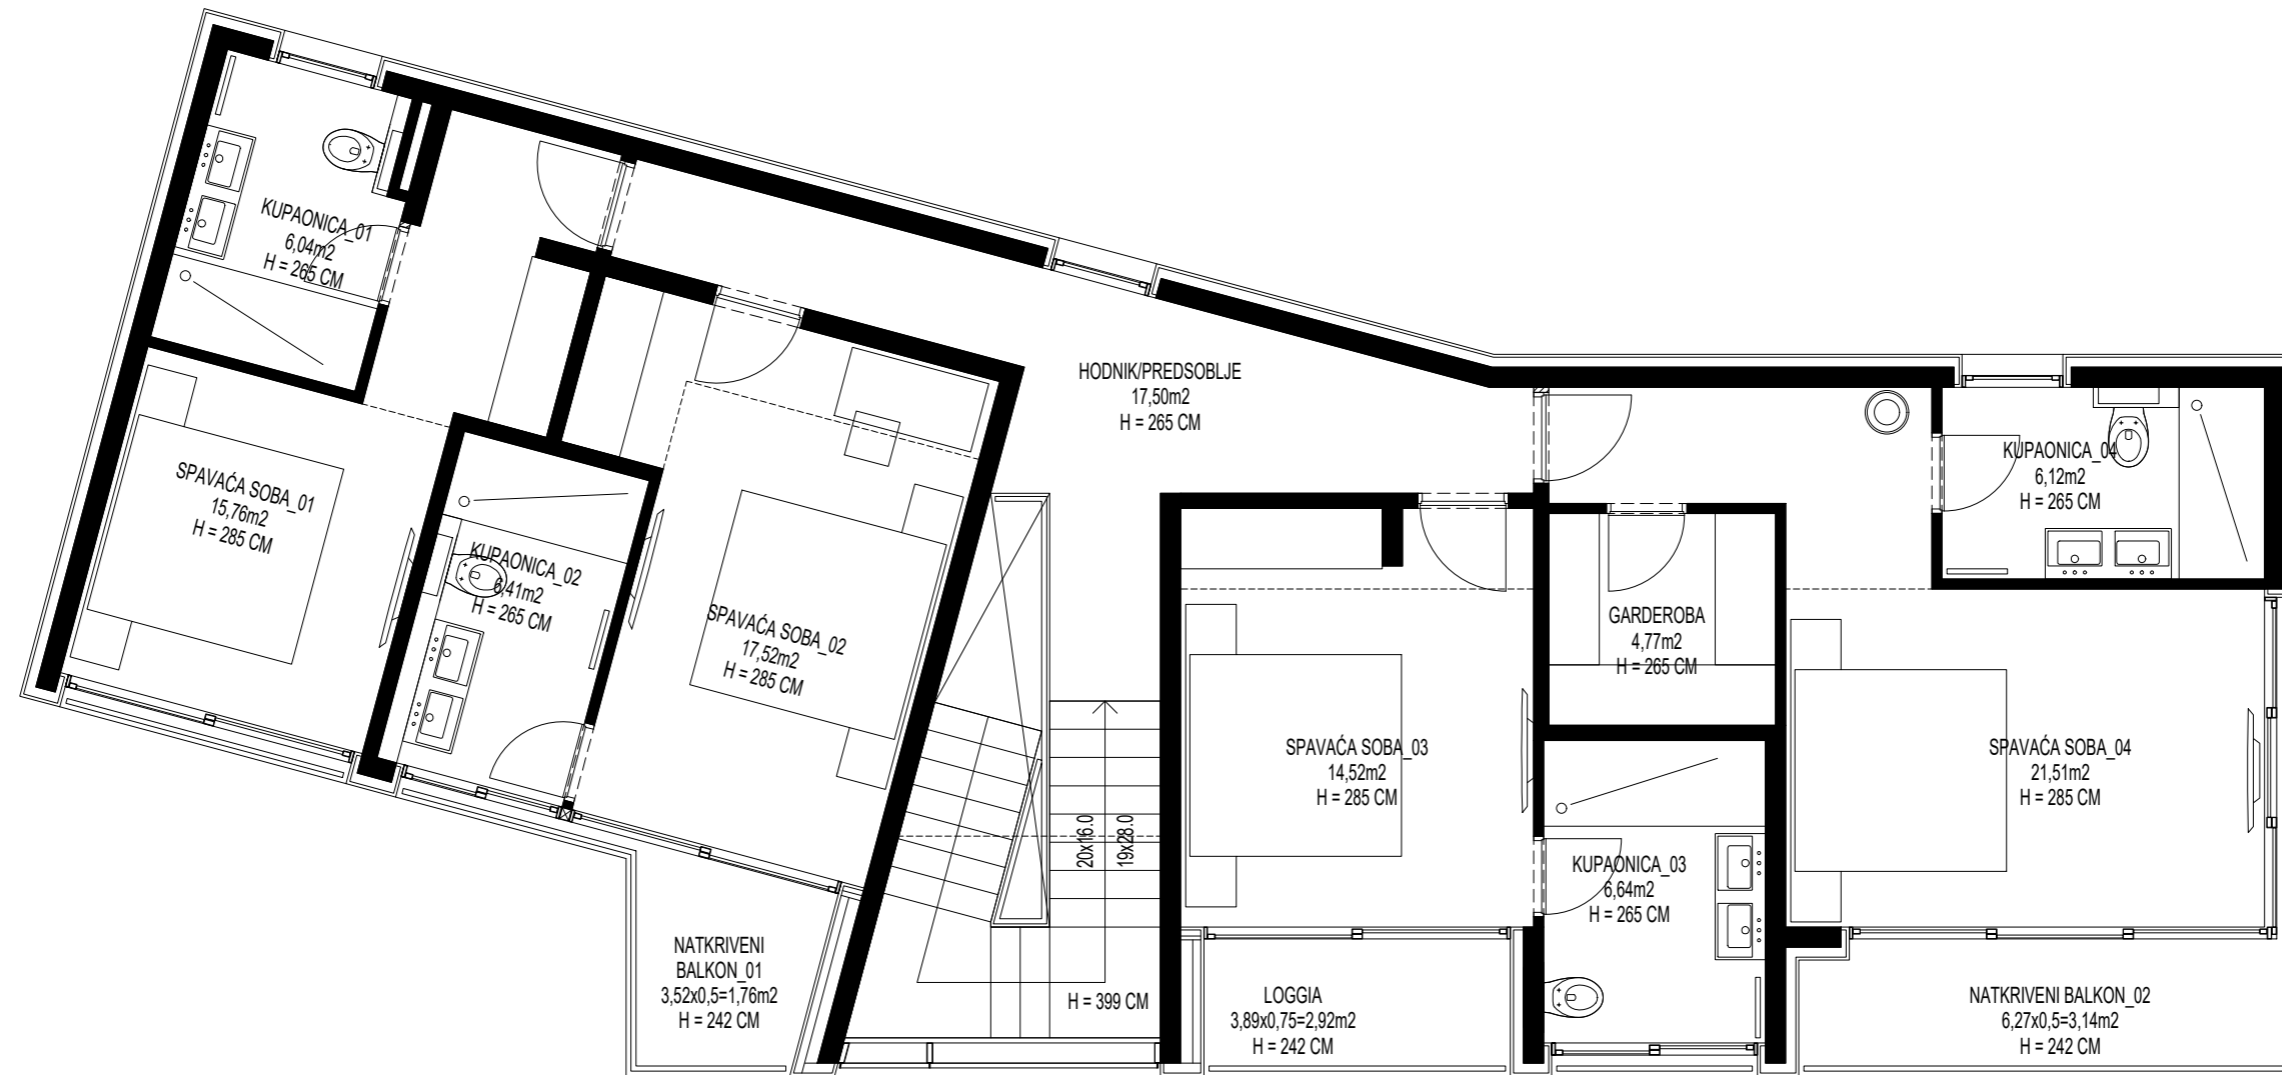 KUPAONICA_01
6,04m2
H = 265 CM
SPAVAĆA SOBA_01
15,76m2
H = 285 CM
KUPAONICA_02
6,41m2
H = 265 CM
SPAVAĆA SOBA_02
17,52m2
H = 285 CM
HODNIK/PREDSOBLJE
17,50m2
H = 265 CM
KUPAONICA_04
6,12m2
H = 265 CM
GARDEROBA
4,77m2
H = 265 CM
SPAVAĆA SOBA_03
14,52m2
H = 285 CM
SPAVAĆA SOBA_04
21,51m2
H = 285 CM
20x16.0
19x28.0
KUPAONICA_03
6,64m2
H = 265 CM
NATKRIVENI
BALKON_01
3,52x0,5=1,76m2
H = 242 CM
H = 399 CM
LOGGIA
3,89x0,75=2,92m2
H = 242 CM
NATKRIVENI BALKON_02
6,27x0,5=3,14m2
H = 242 CM